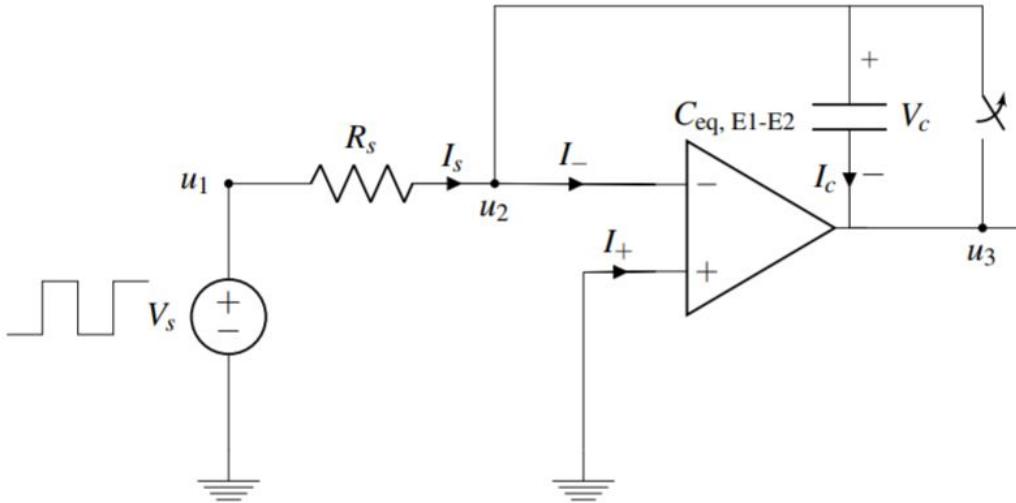 +
C_eq, E1-E2
V_c
R_s
I_s
I_−
I_c
−
u_1
u_2
−
I_+
+
u_3
V_s
+
−